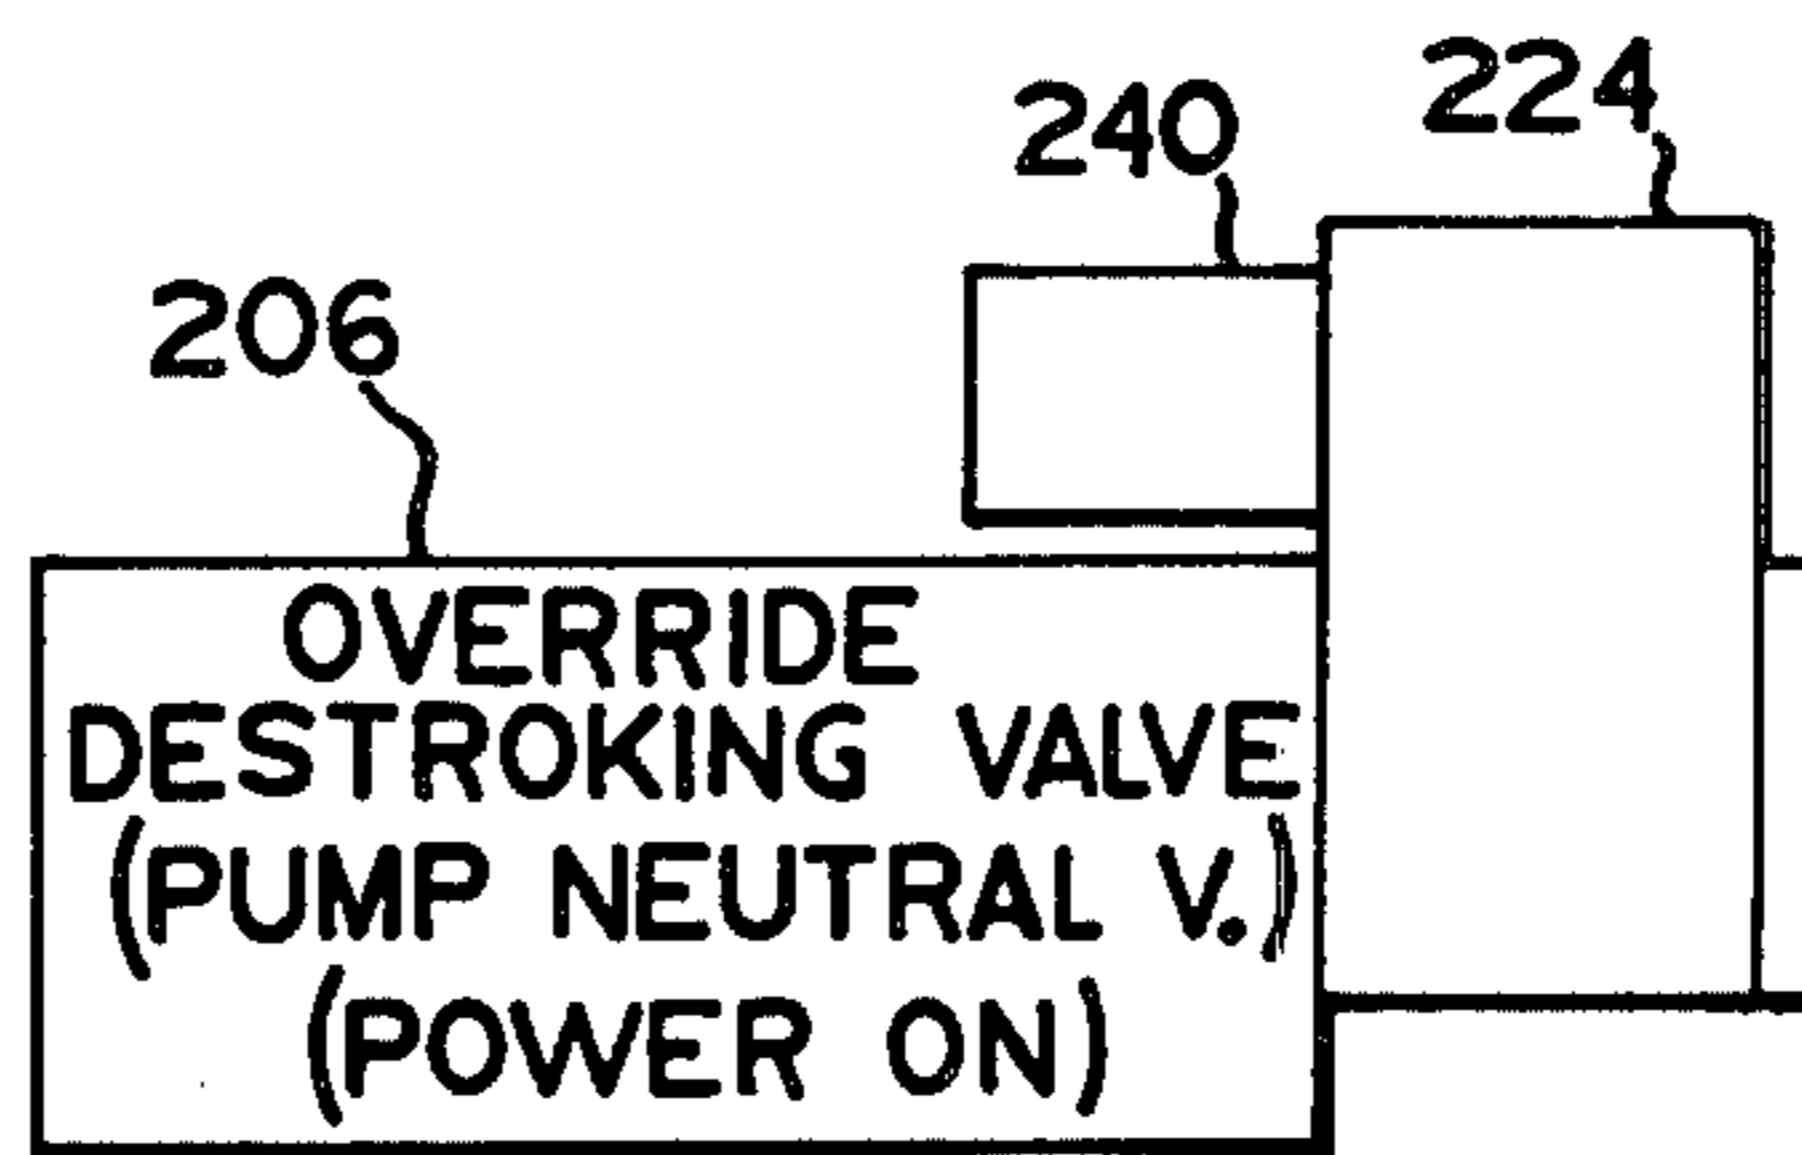 224
240
206
OVERRIDE
DESTROKING VALVE
(PUMP NEUTRAL V.)
(POWER ON)